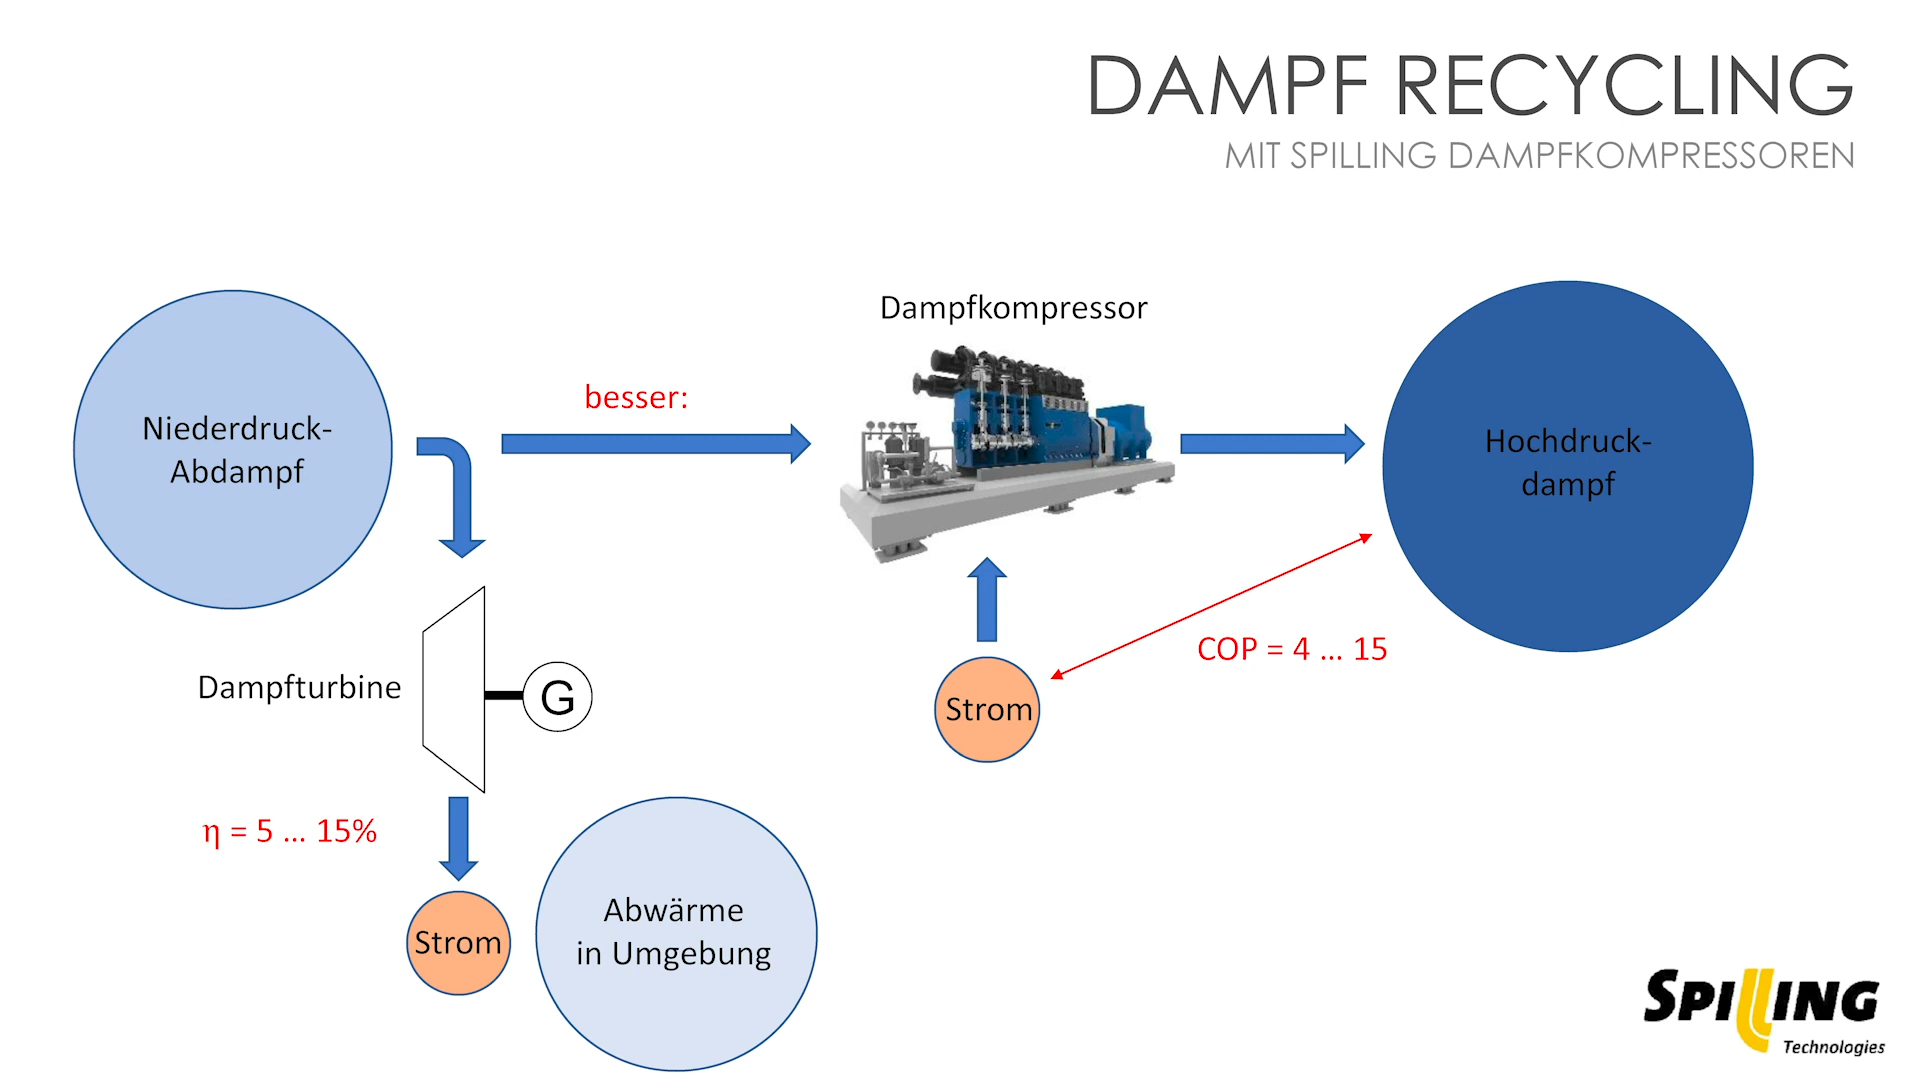 DAMPF RECYCLING
MIT SPILLING DAMPFKOMPRESSOREN
Dampfkompressor
besser:
Niederdruck-
Abdampf
Hochdruck-
dampf
COP = 4 ... 15
Dampfturbine
G
Strom
η = 5 ... 15%
Strom
Abwärme
in Umgebung
SPILLING
Technologies